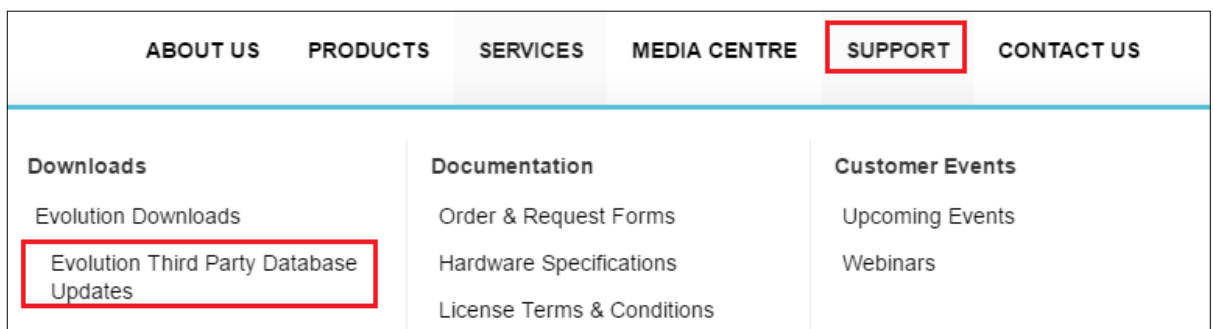 ABOUT US PRODUCTS SERVICES MEDIA CENTRE SUPPORT CONTACT US
Downloads
Evolution Downloads
Evolution Third Party Database
Updates
Documentation
Order & Request Forms
Hardware Specifications
License Terms & Conditions
Customer Events
Upcoming Events
Webinars